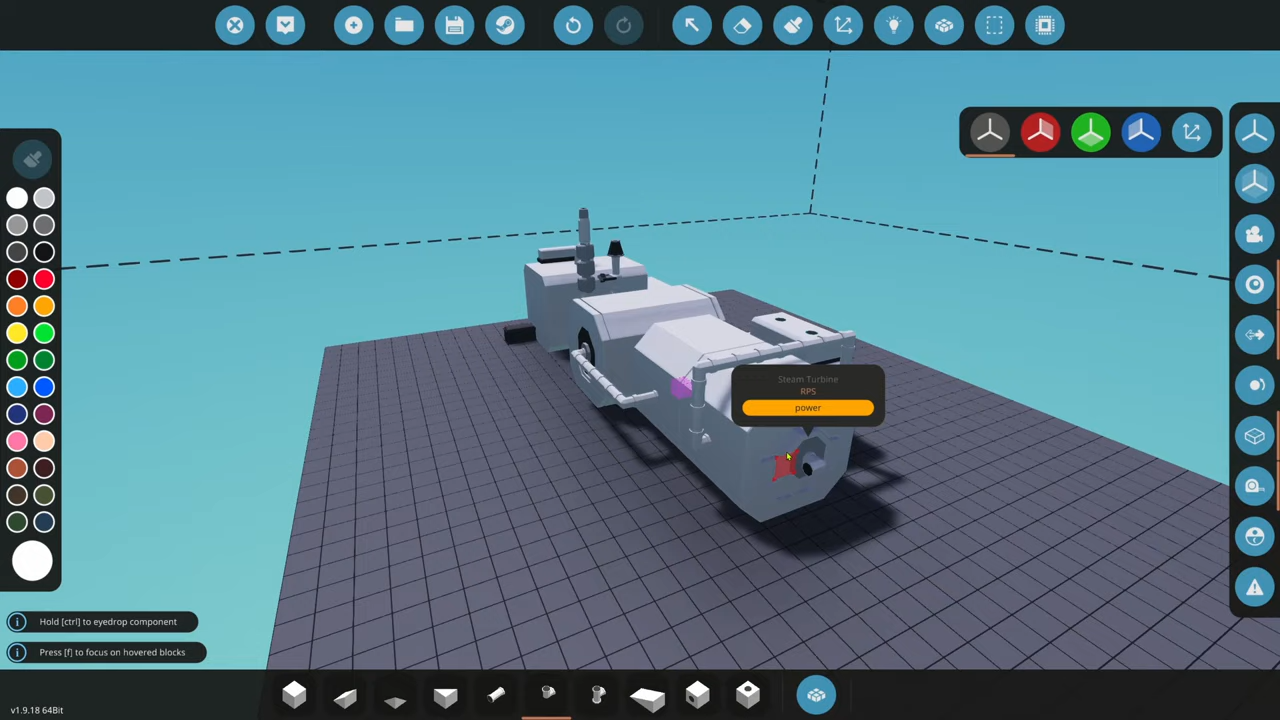 Steam Turbine
RPS
power
Hold [ctrl] to eyedrop component
Press [f] to focus on hovered blocks
v1.9.18 64Bit